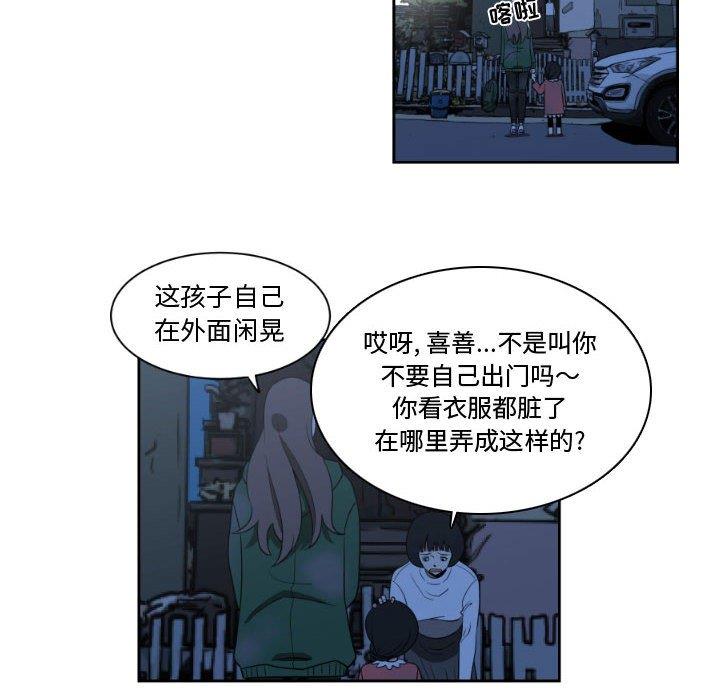 喀啦
这孩子自己
在外面闲晃
哎呀, 喜善...不是叫你
不要自己出门吗～
你看衣服都脏了
在哪里弄成这样的?